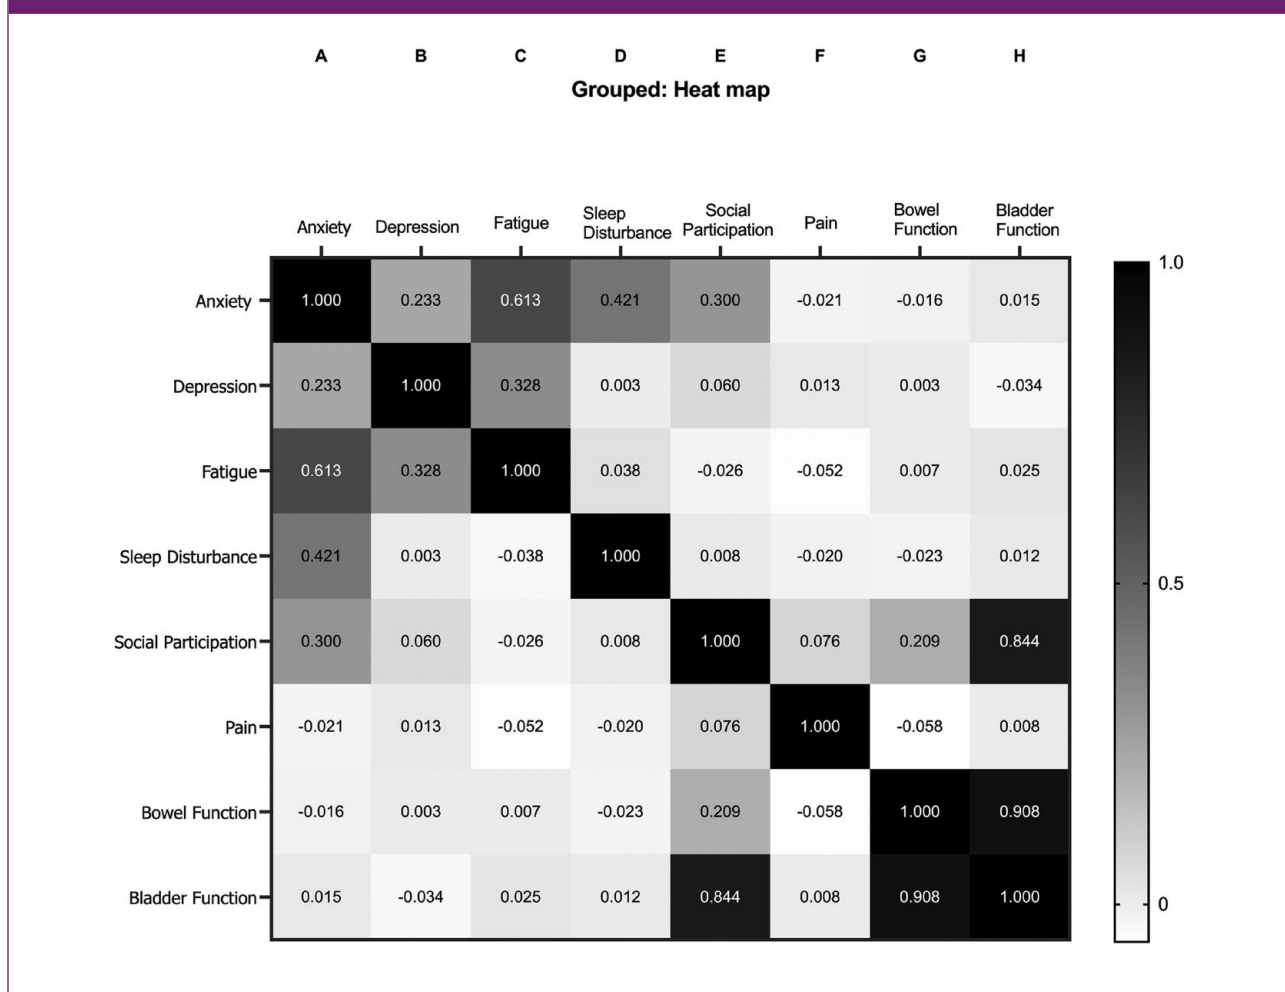 A B C D E F G H
Grouped: Heat map
Anxiety Depression Fatigue Sleep Disturbance Social Participation Pain Bowel Function Bladder Function
Anxiety 1.000 0.233 0.613 0.421 0.300 -0.021 -0.016 0.015
Depression 0.233 1.000 0.328 0.003 0.060 0.013 0.003 -0.034
Fatigue 0.613 0.328 1.000 0.038 -0.026 -0.052 0.007 0.025
Sleep Disturbance 0.421 0.003 -0.038 1.000 0.008 -0.020 -0.023 0.012
Social Participation 0.300 0.060 -0.026 0.008 1.000 0.076 0.209 0.844
Pain -0.021 0.013 -0.052 -0.020 0.076 1.000 -0.058 0.008
Bowel Function -0.016 0.003 0.007 -0.023 0.209 -0.058 1.000 0.908
Bladder Function 0.015 -0.034 0.025 0.012 0.844 0.008 0.908 1.000
1.0
0.5
0